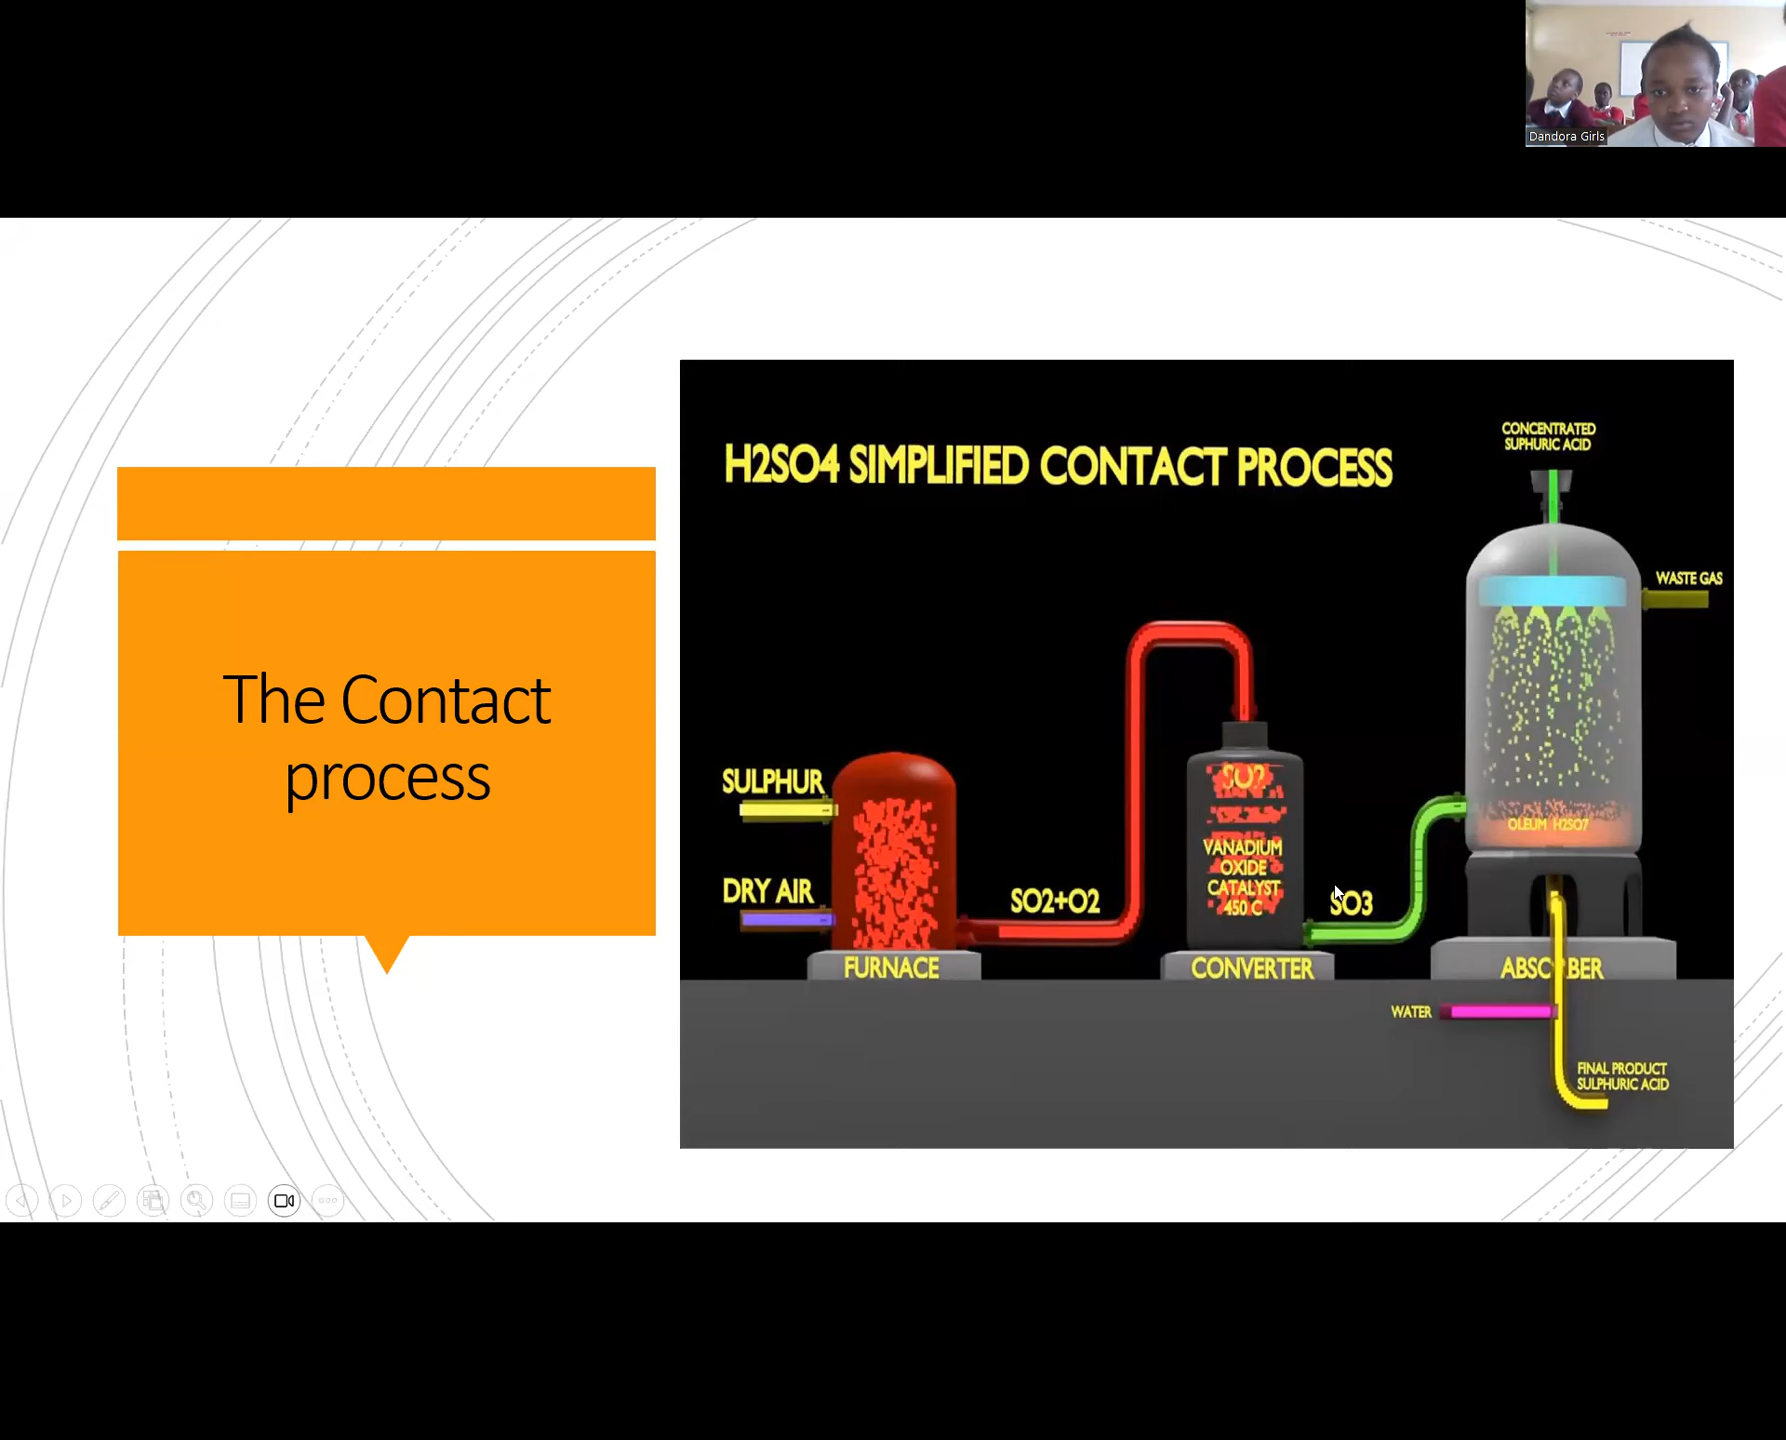 Dandora Girls
The Contact
process
H2SO4 SIMPLIFIED CONTACT PROCESS
CONCENTRATED
SUPHURIC ACID
WASTE GAS
SULPHUR
DRY AIR
FURNACE
SO2+O2
SO2
VANADIUM
OXIDE
CATALYST
450 C
CONVERTER
SO3
OLEUM H2SO7
WATER
FINAL PRODUCT
SULPHURIC ACID